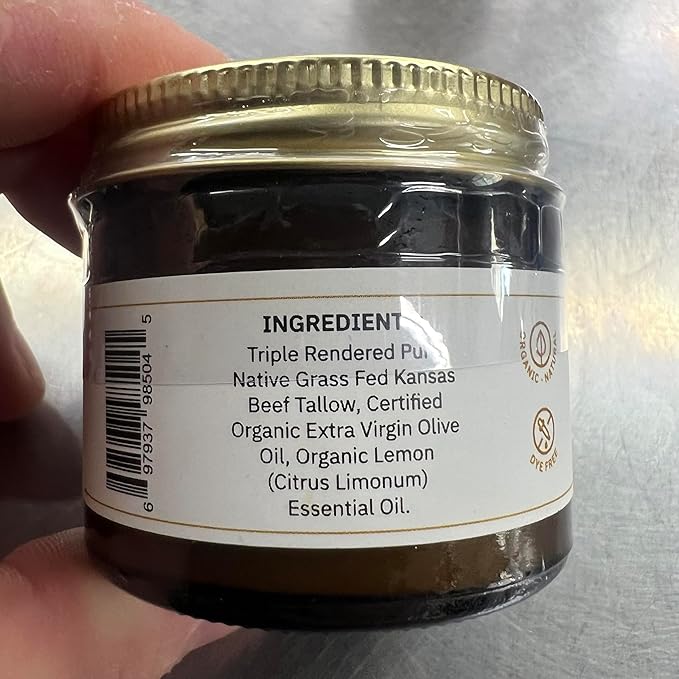 INGREDIENT
Triple Rendered Pur
Native Grass Fed Kansas
Beef Tallow, Certified
Organic Extra Virgin Olive
Oil, Organic Lemon
(Citrus Limonum)
Essential Oil.
6 97937 98504 5
ORGANIC · NATURAL
DYE FREE